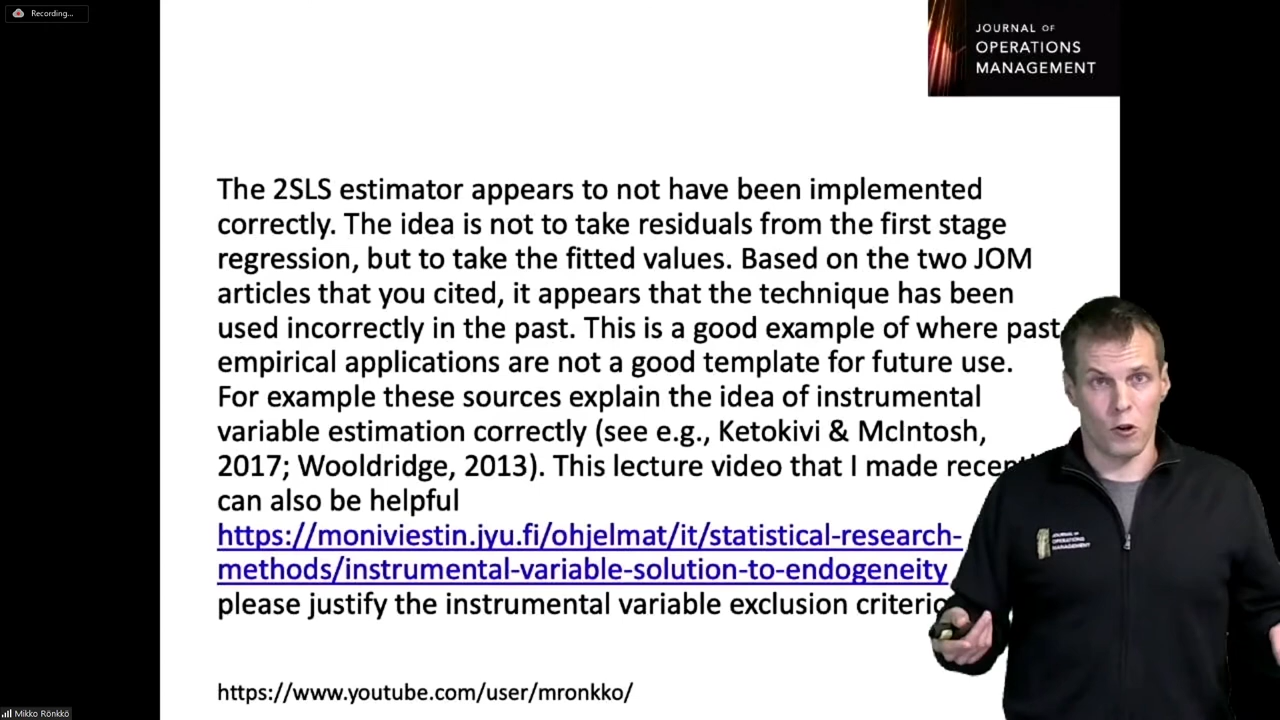 Recording...
JOURNAL OF
OPERATIONS
MANAGEMENT
The 2SLS estimator appears to not have been implemented
correctly. The idea is not to take residuals from the first stage
regression, but to take the fitted values. Based on the two JOM
articles that you cited, it appears that the technique has been
used incorrectly in the past. This is a good example of where past
empirical applications are not a good template for future use.
For example these sources explain the idea of instrumental
variable estimation correctly (see e.g., Ketokivi & McIntosh,
2017; Wooldridge, 2013). This lecture video that I made
can also be helpful
https://moniviestin.jyu.fi/ohjelmat/it/statistical-research-
methods/instrumental-variable-solution-to-endogeneity
please justify the instrumental variable exclusion
https://www.youtube.com/user/mronkko/
JOURNAL OF
OPERATIONS
MANAGEMENT
Mikko Rönkkö